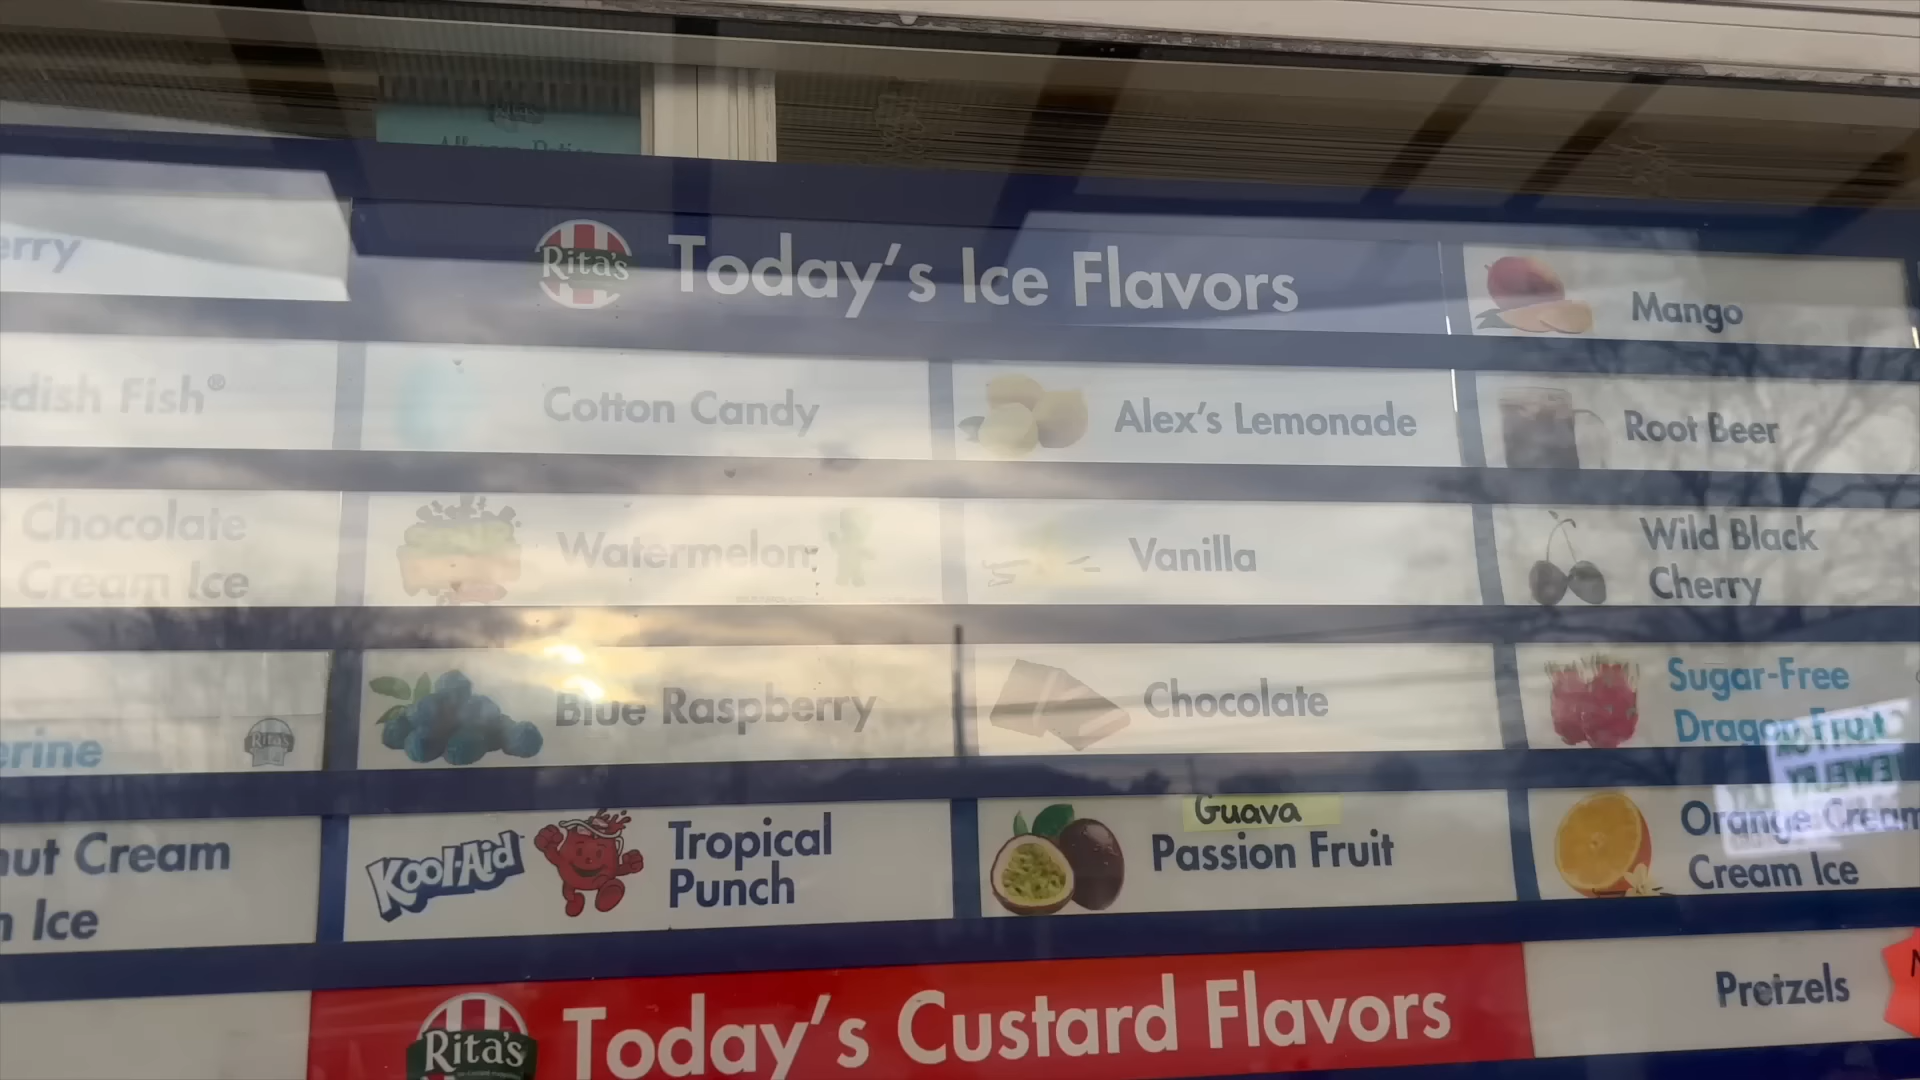 Rita's
Today's Ice Flavors
Mango
erry
edish Fish®
Cotton Candy
Alex's Lemonade
Root Beer
Chocolate
Cream Ice
Watermelon
Vanilla
Wild Black
Cherry
erine
Rita's
Blue Raspberry
Chocolate
Sugar-Free
Dragon Fruit
nut Cream
Ice
Kool-Aid
Tropical
Punch
Guava
Passion Fruit
Orange Cream
Cream Ice
Rita's
Today's Custard Flavors
Pretzels